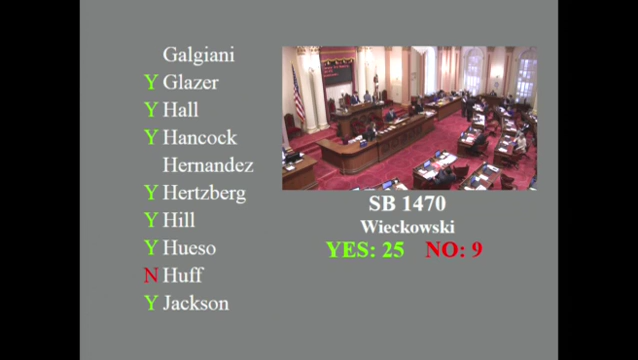 Galgiani
Y Glazer
Y Hall
Y Hancock
Hernandez
Y Hertzberg
Y Hill
Y Hueso
N Huff
Y Jackson
SB 1470
Wieckowski
YES: 25 NO: 9